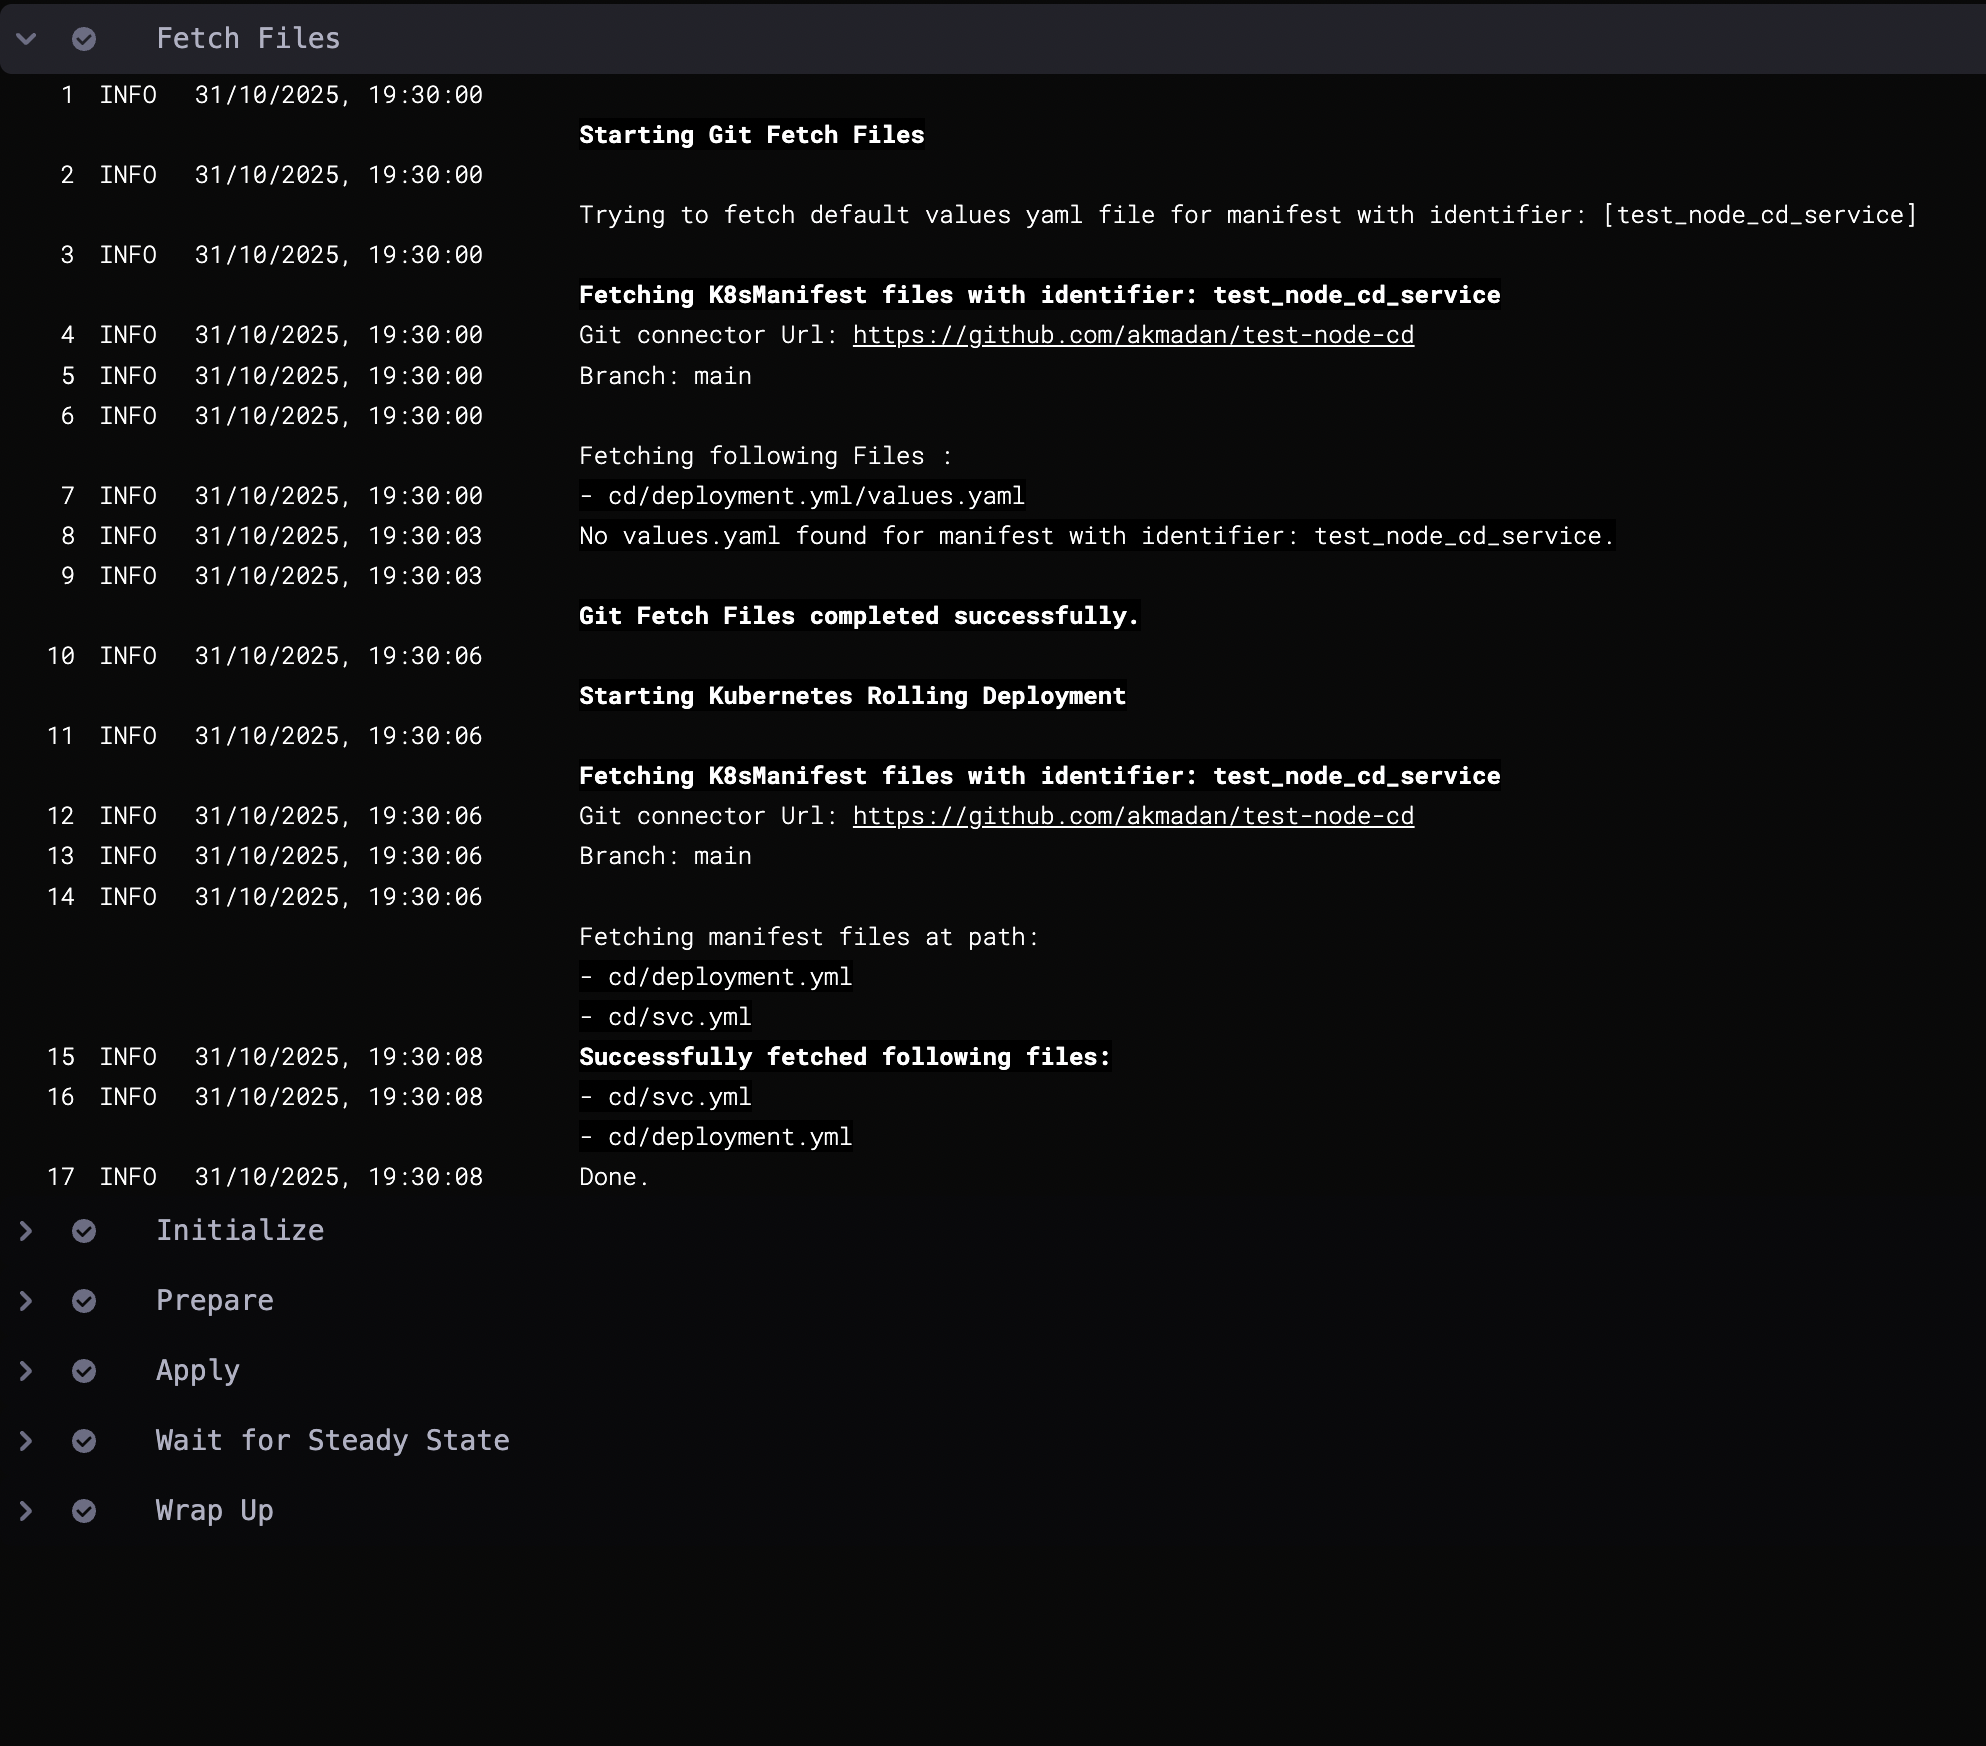 Fetch Files
1 INFO 31/10/2025, 19:30:00
Starting Git Fetch Files
2 INFO 31/10/2025, 19:30:00
Trying to fetch default values yaml file for manifest with identifier: [test_node_cd_service]
3 INFO 31/10/2025, 19:30:00
Fetching K8sManifest files with identifier: test_node_cd_service
4 INFO 31/10/2025, 19:30:00 Git connector Url: https://github.com/akmadan/test-node-cd
5 INFO 31/10/2025, 19:30:00 Branch: main
6 INFO 31/10/2025, 19:30:00
Fetching following Files :
7 INFO 31/10/2025, 19:30:00 - cd/deployment.yml/values.yaml
8 INFO 31/10/2025, 19:30:03 No values.yaml found for manifest with identifier: test_node_cd_service.
9 INFO 31/10/2025, 19:30:03
Git Fetch Files completed successfully.
10 INFO 31/10/2025, 19:30:06
Starting Kubernetes Rolling Deployment
11 INFO 31/10/2025, 19:30:06
Fetching K8sManifest files with identifier: test_node_cd_service
12 INFO 31/10/2025, 19:30:06 Git connector Url: https://github.com/akmadan/test-node-cd
13 INFO 31/10/2025, 19:30:06 Branch: main
14 INFO 31/10/2025, 19:30:06
Fetching manifest files at path:
- cd/deployment.yml
- cd/svc.yml
15 INFO 31/10/2025, 19:30:08 Successfully fetched following files:
16 INFO 31/10/2025, 19:30:08 - cd/svc.yml
- cd/deployment.yml
17 INFO 31/10/2025, 19:30:08 Done.
Initialize
Prepare
Apply
Wait for Steady State
Wrap Up